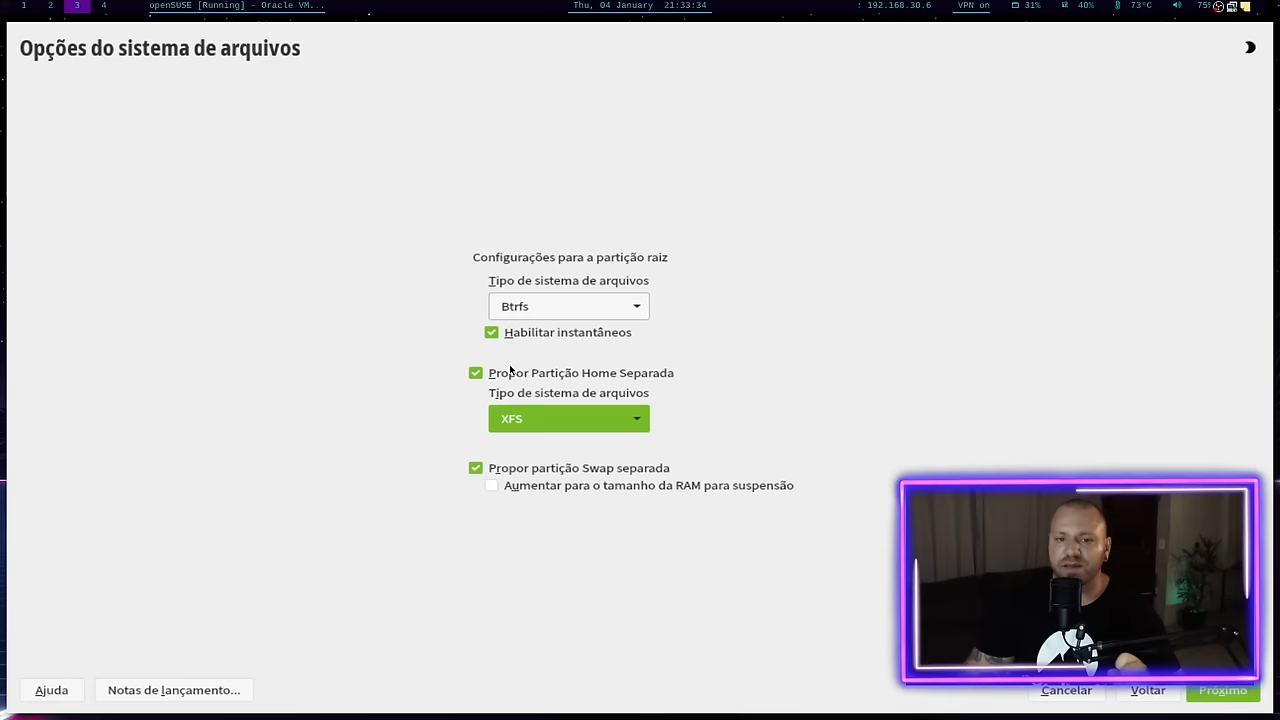 1 2 3 4 openSUSE [Running] - Oracle VM... Thu, 04 January 21:33:34 : 192.168.30.6 VPN on 31% 40% 73°C 75%
Opções do sistema de arquivos
Configurações para a partição raiz
Tipo de sistema de arquivos
Btrfs
Habilitar instantâneos
Propor Partição Home Separada
Tipo de sistema de arquivos
XFS
Propor partição Swap separada
Aumentar para o tamanho da RAM para suspensão
Ajuda Notas de lançamento... Cancelar Voltar Próximo